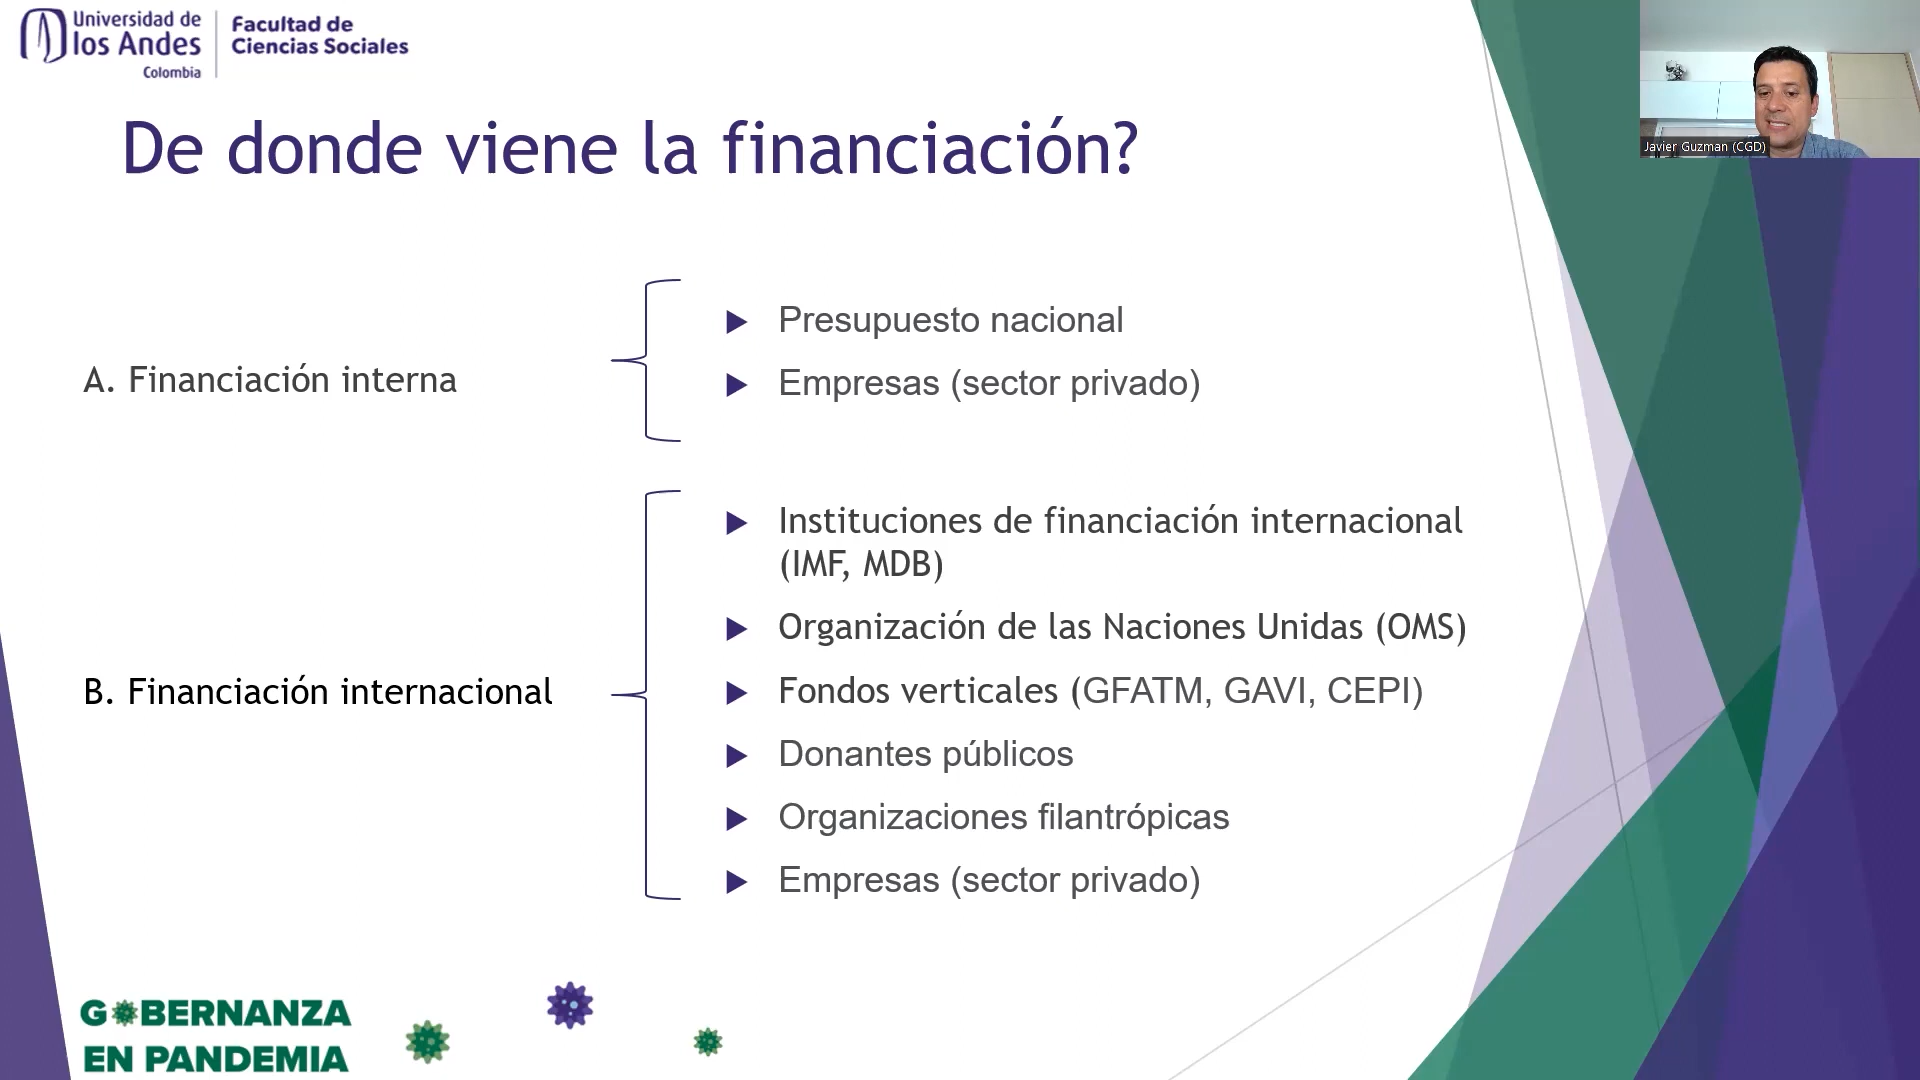 Universidad de
los Andes
Colombia
Facultad de
Ciencias Sociales
Javier Guzman (CGD)
De donde viene la financiación?
A. Financiación interna
Presupuesto nacional
Empresas (sector privado)
B. Financiación internacional
Instituciones de financiación internacional
(IMF, MDB)
Organización de las Naciones Unidas (OMS)
Fondos verticales (GFATM, GAVI, CEPI)
Donantes públicos
Organizaciones filantrópicas
Empresas (sector privado)
GOBERNANZA
EN PANDEMIA